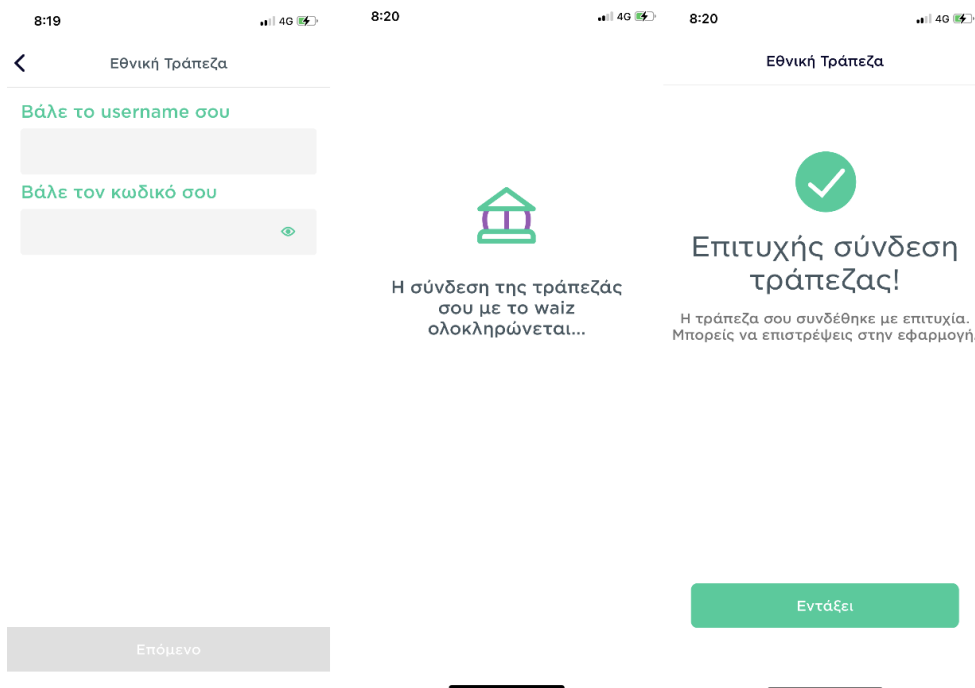 8:19
4G
Εθνική Τράπεζα
Βάλε το username σου
Βάλε τον κωδικό σου
Επόμενο
8:20
4G
Η σύνδεση της τράπεζάς
σου με το waiz
ολοκληρώνεται...
8:20
4G
Εθνική Τράπεζα
Επιτυχής σύνδεση
τράπεζας!
Η τράπεζα σου συνδέθηκε με επιτυχία.
Μπορείς να επιστρέψεις στην εφαρμογή.
Εντάξει